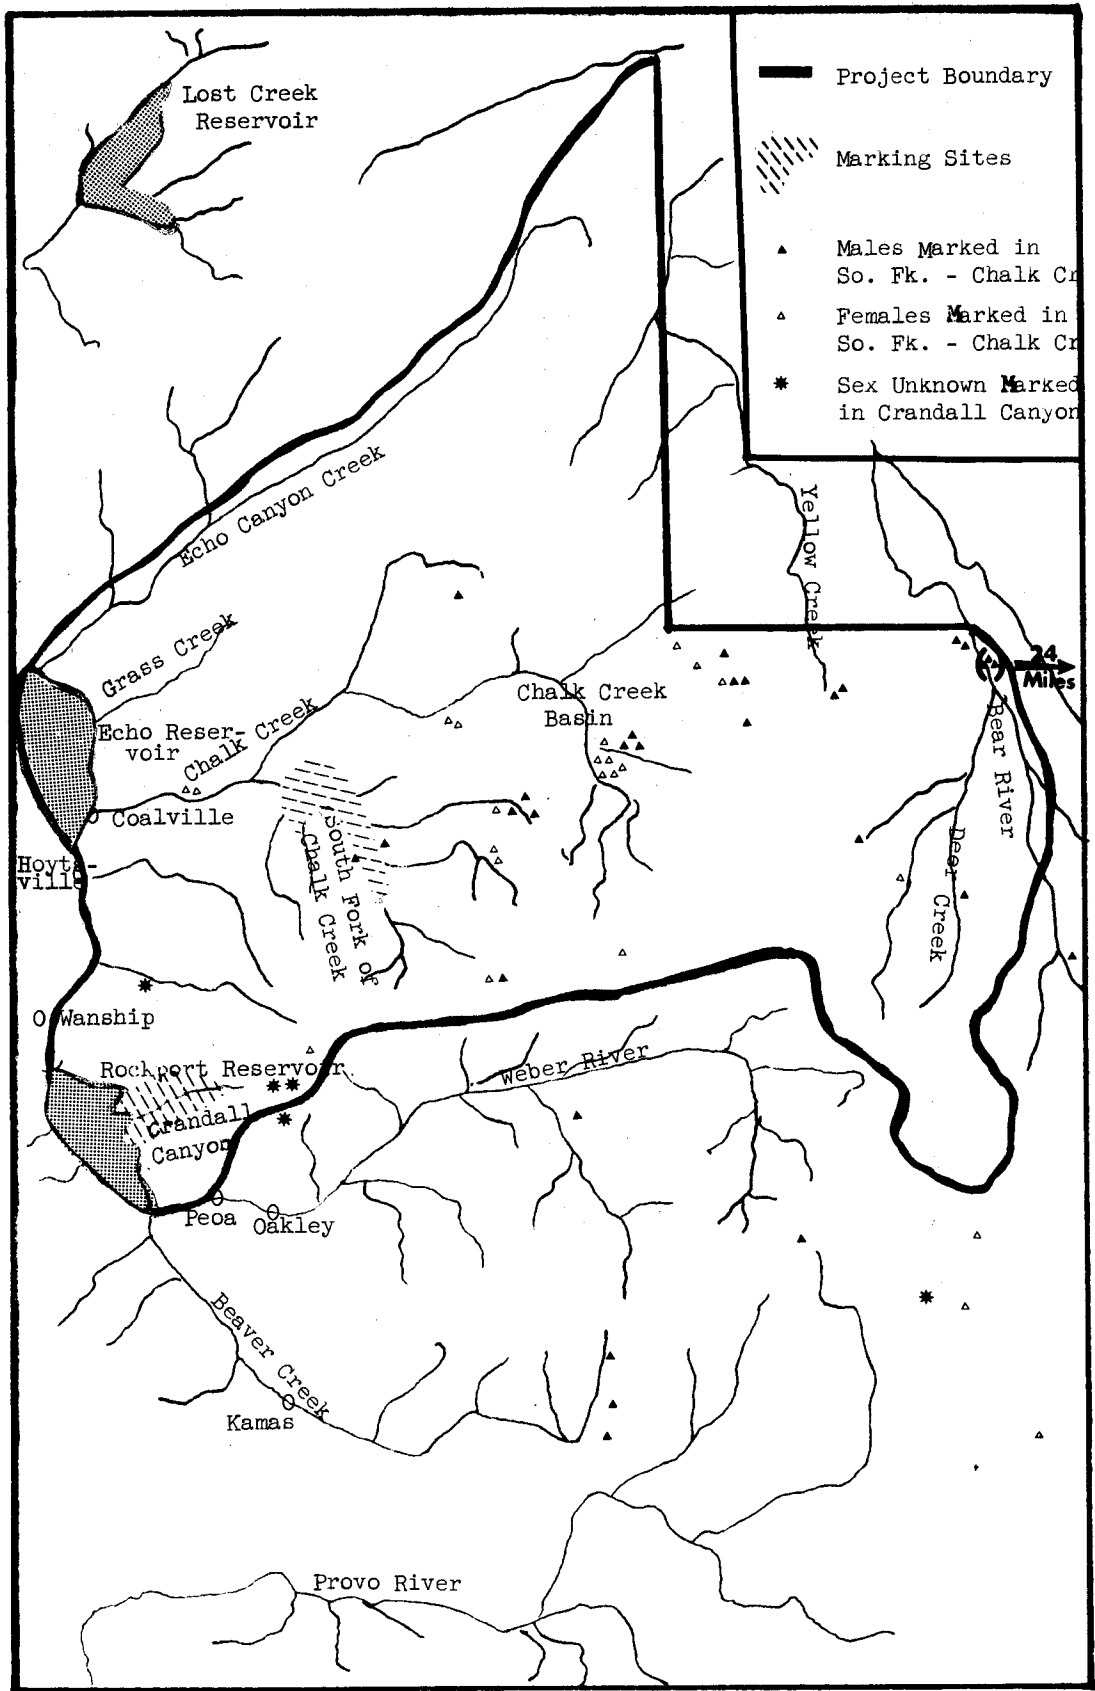 Lost Creek
Reservoir
Project Boundary
Marking Sites
Males Marked in
So. Fk. - Chalk Cr
Females Marked in
So. Fk. - Chalk Cr
Sex Unknown Marked
in Crandall Canyon
Echo Canyon Creek
Yellow Creek
Grass Creek
24
Miles
Chalk Creek
Basin
Echo Reser-
voir
Chalk Creek
Bear River
Coalville
Hoyts-
ville
South Fork of
Chalk Creek
Deer
Creek
Wanship
Rockport Reservoir
Weber River
Crandall
Canyon
Peoa
Oakley
Beaver Creek
Kamas
Provo River